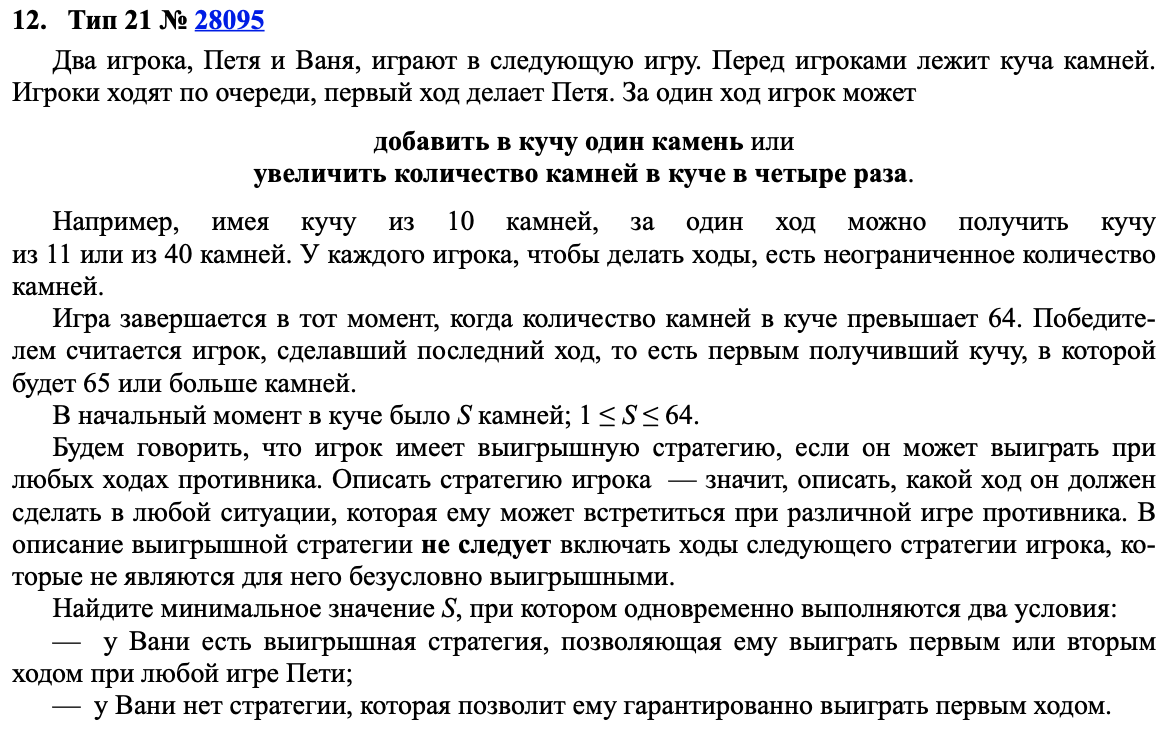 12. Тип 21 № 28095
Два игрока, Петя и Ваня, играют в следующую игру. Перед игроками лежит куча камней.
Игроки ходят по очереди, первый ход делает Петя. За один ход игрок может
добавить в кучу один камень или
увеличить количество камней в куче в четыре раза.
Например, имея кучу из 10 камней, за один ход можно получить кучу
из 11 или из 40 камней. У каждого игрока, чтобы делать ходы, есть неограниченное количество
камней.
Игра завершается в тот момент, когда количество камней в куче превышает 64. Победите-
лем считается игрок, сделавший последний ход, то есть первым получивший кучу, в которой
будет 65 или больше камней.
В начальный момент в куче было S камней; 1 ≤ S ≤ 64.
Будем говорить, что игрок имеет выигрышную стратегию, если он может выиграть при
любых ходах противника. Описать стратегию игрока — значит, описать, какой ход он должен
сделать в любой ситуации, которая ему может встретиться при различной игре противника. В
описание выигрышной стратегии не следует включать ходы следующего стратегии игрока, ко-
торые не являются для него безусловно выигрышными.
Найдите минимальное значение S, при котором одновременно выполняются два условия:
— у Вани есть выигрышная стратегия, позволяющая ему выиграть первым или вторым
ходом при любой игре Пети;
— у Вани нет стратегии, которая позволит ему гарантированно выиграть первым ходом.